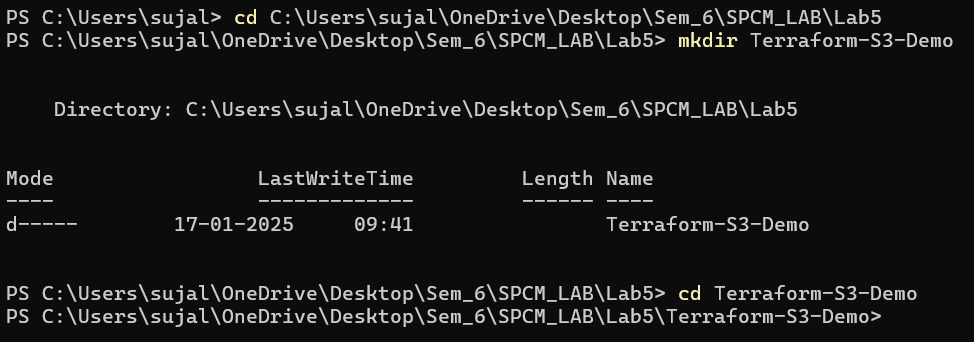 PS C:\Users\sujal> cd C:\Users\sujal\OneDrive\Desktop\Sem_6\SPCM_LAB\Lab5
PS C:\Users\sujal\OneDrive\Desktop\Sem_6\SPCM_LAB\Lab5> mkdir Terraform-S3-Demo
Directory: C:\Users\sujal\OneDrive\Desktop\Sem_6\SPCM_LAB\Lab5
Mode                 LastWriteTime         Length Name
----                 -------------         ------ ----
d-----        17-01-2025     09:41                Terraform-S3-Demo
PS C:\Users\sujal\OneDrive\Desktop\Sem_6\SPCM_LAB\Lab5> cd Terraform-S3-Demo
PS C:\Users\sujal\OneDrive\Desktop\Sem_6\SPCM_LAB\Lab5\Terraform-S3-Demo>